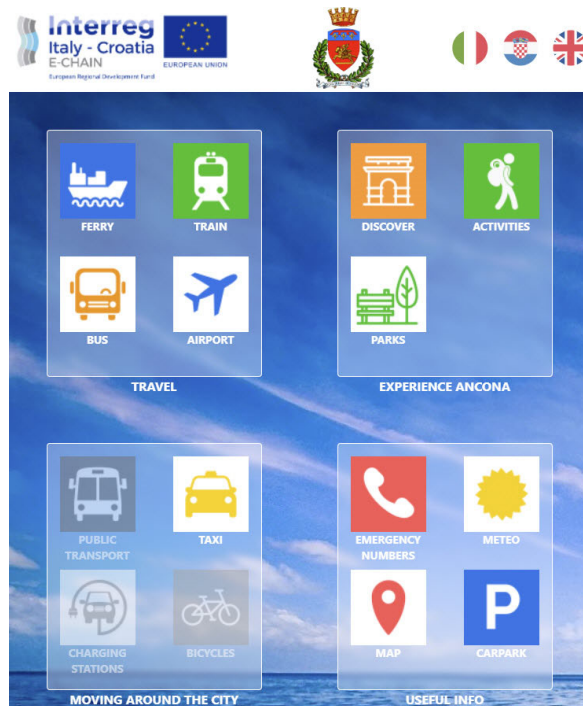 Interreg
Italy - Croatia
E-CHAIN
European Regional Development Fund
EUROPEAN UNION
FERRY
TRAIN
BUS
AIRPORT
TRAVEL
DISCOVER
ACTIVITIES
PARKS
EXPERIENCE ANCONA
PUBLIC
TRANSPORT
TAXI
CHARGING
STATIONS
BICYCLES
MOVING AROUND THE CITY
EMERGENCY
NUMBERS
METEO
MAP
P
CARPARK
USEFUL INFO